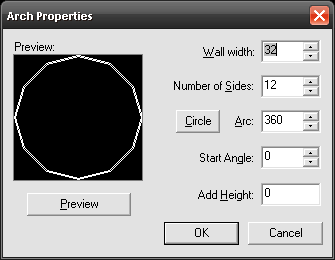 Arch Properties
Preview:
Wall width: 32
Number of Sides: 12
Circle Arc: 360
Start Angle: 0
Add Height: 0
Preview
OK Cancel